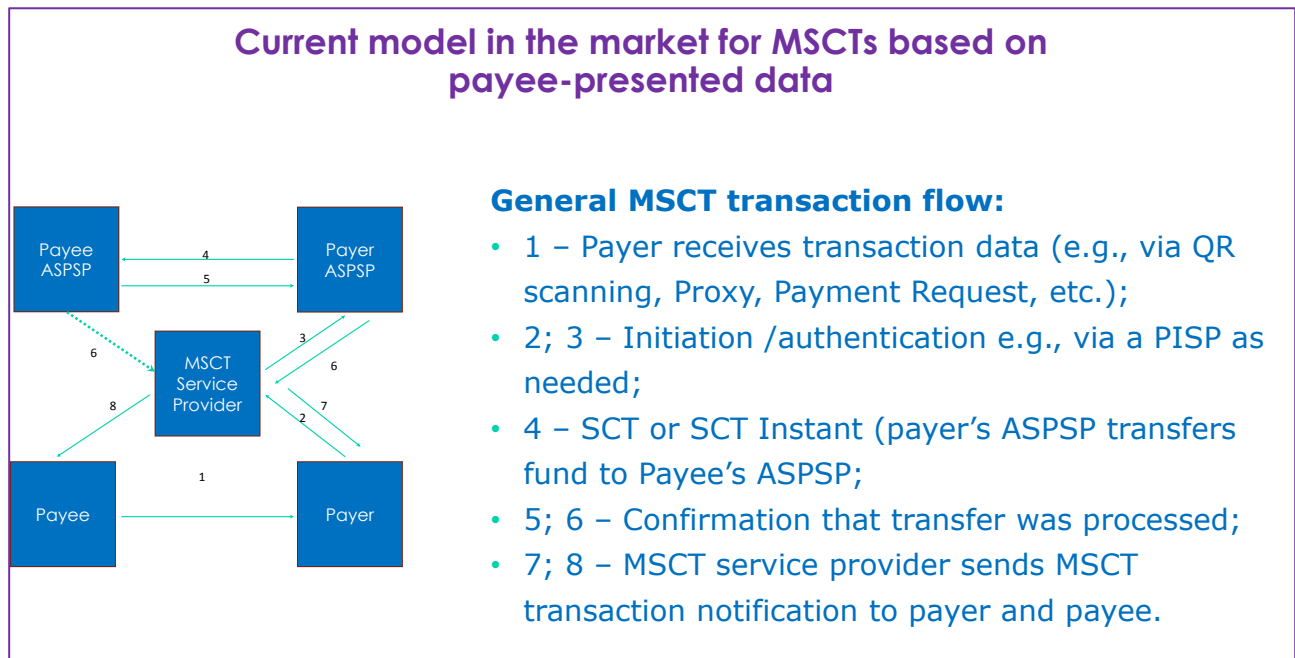 Current model in the market for MSCTs based on
payee-presented data
General MSCT transaction flow:
• 1 – Payer receives transaction data (e.g., via QR
scanning, Proxy, Payment Request, etc.);
• 2; 3 – Initiation /authentication e.g., via a PISP as
needed;
• 4 – SCT or SCT Instant (payer’s ASPSP transfers
fund to Payee’s ASPSP;
• 5; 6 – Confirmation that transfer was processed;
• 7; 8 – MSCT service provider sends MSCT
transaction notification to payer and payee.
Payee
ASPSP
4
5
Payer
ASPSP
6
MSCT
Service
Provider
3
6
8
7
2
1
Payee
Payer